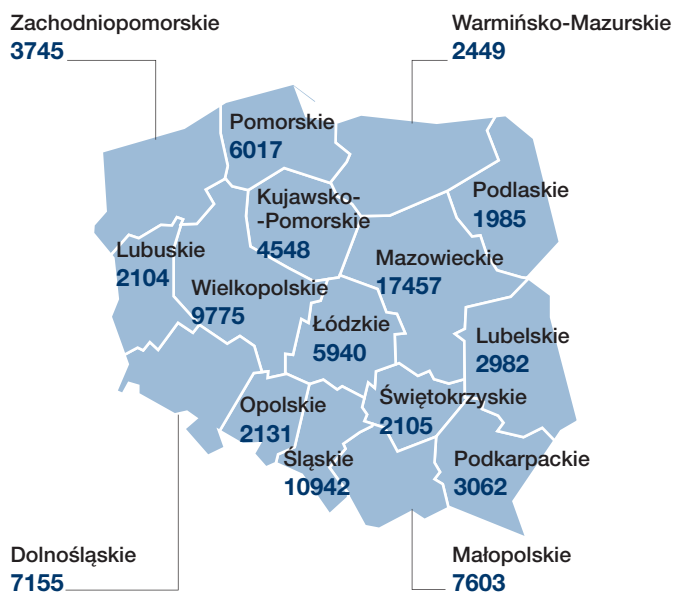 Zachodniopomorskie
3745
Warmińsko-Mazurskie
2449
Pomorskie
6017
Kujawsko-
-Pomorskie
4548
Podlaskie
1985
Lubuskie
2104
Mazowieckie
17457
Wielkopolskie
9775
Łódzkie
5940
Lubelskie
2982
Opolskie
2131
Świętokrzyskie
2105
Śląskie
10942
Podkarpackie
3062
Dolnośląskie
7155
Małopolskie
7603